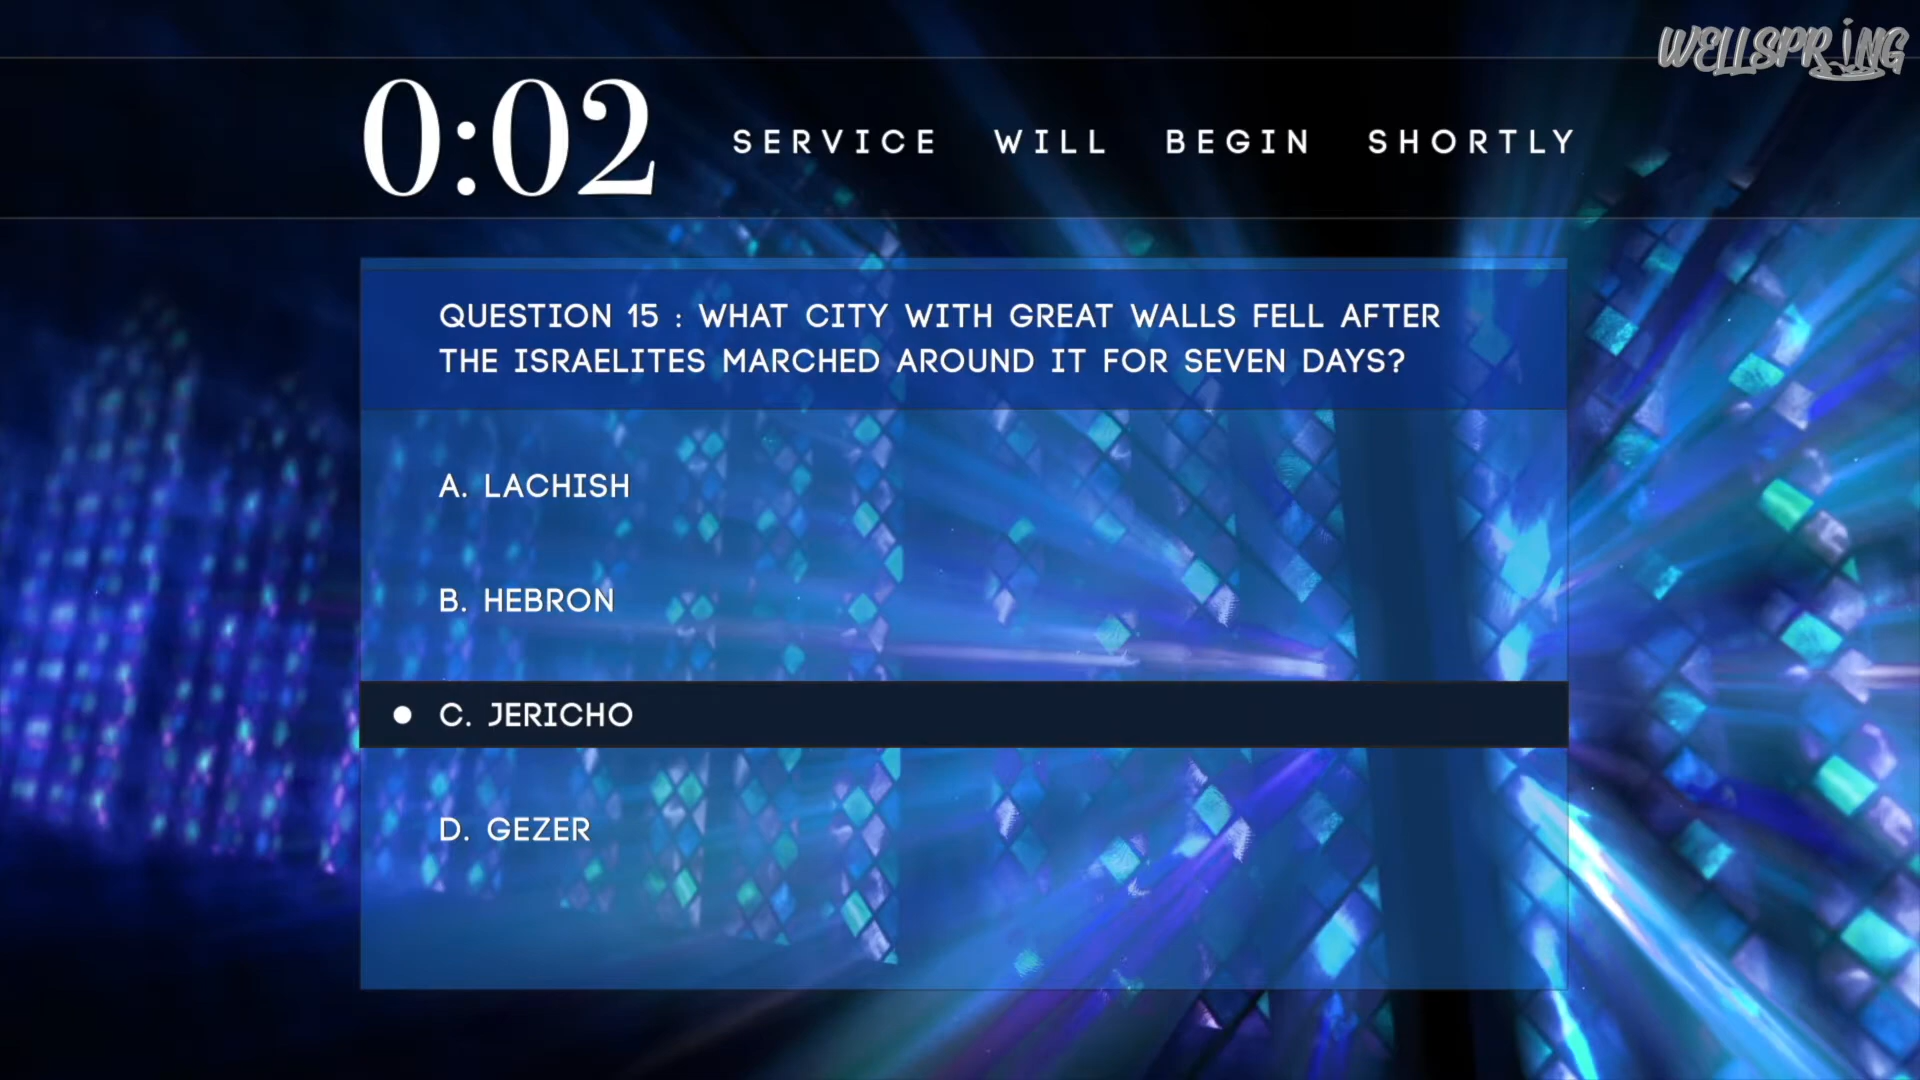 WELLSPRING
0:02 SERVICE WILL BEGIN SHORTLY
QUESTION 15 : WHAT CITY WITH GREAT WALLS FELL AFTER
THE ISRAELITES MARCHED AROUND IT FOR SEVEN DAYS?
A. LACHISH
B. HEBRON
C. JERICHO
D. GEZER